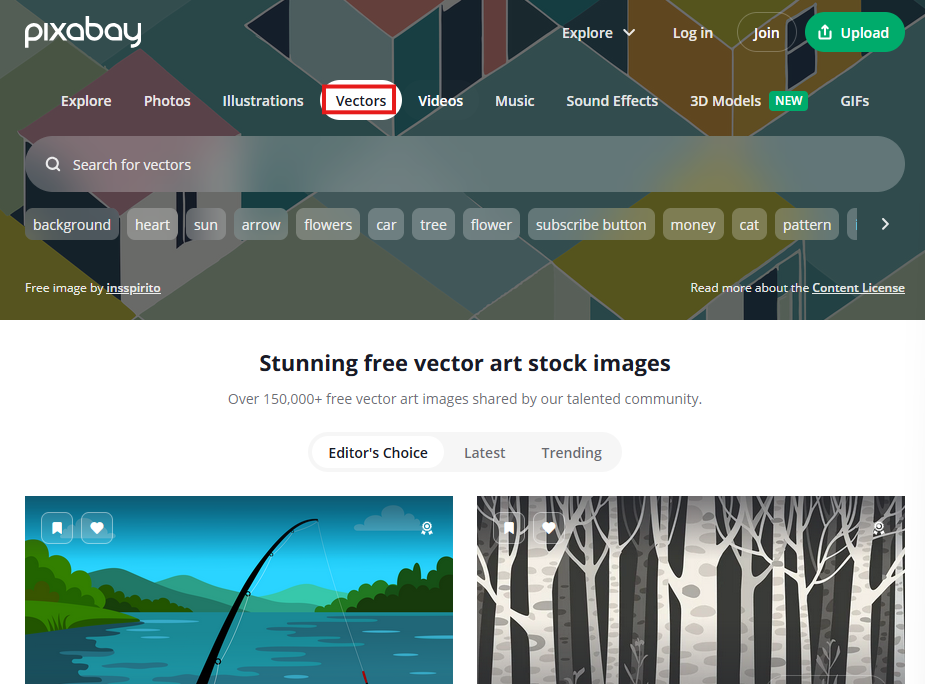 pixabay
Explore Log in Join Upload
Explore Photos Illustrations Vectors Videos Music Sound Effects 3D Models NEW GIFs
Search for vectors
background heart sun arrow flowers car tree flower subscribe button money cat pattern
Free image by insspirito Read more about the Content License
Stunning free vector art stock images
Over 150,000+ free vector art images shared by our talented community.
Editor's Choice Latest Trending